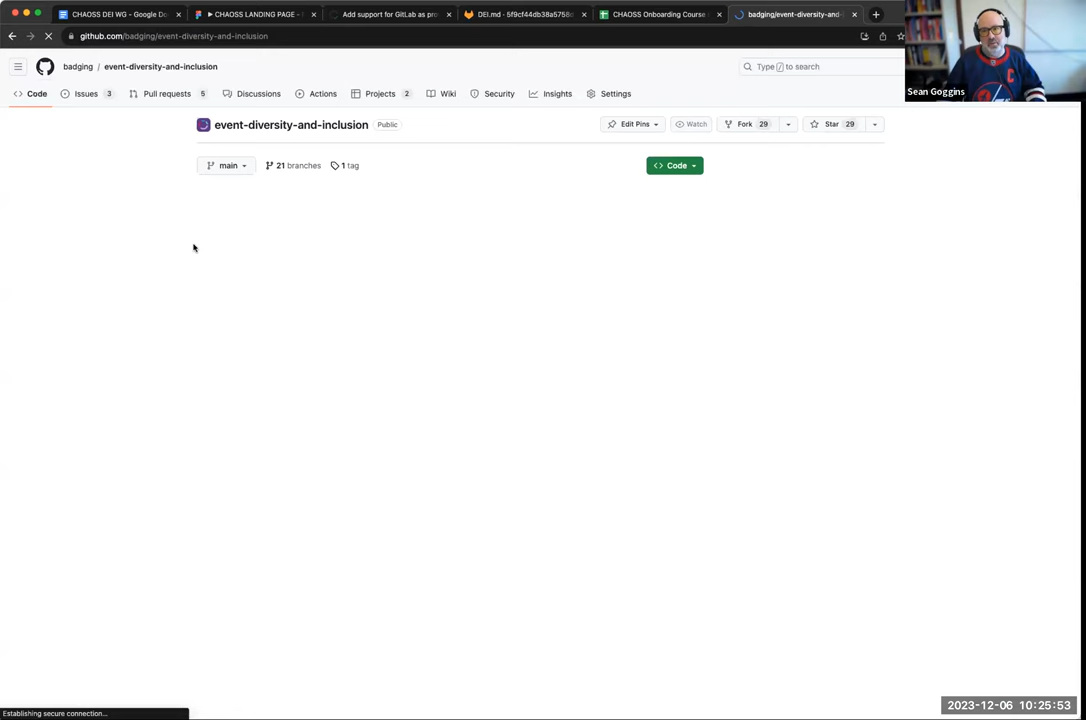 CHAOSS DEI WG - Google Do
CHAOSS LANDING PAGE -
Add support for GitLab as pro
DEI.md · 5f9cf44db38a5758d
CHAOSS Onboarding Course
badging/event-diversity-and-
github.com/badging/event-diversity-and-inclusion
badging / event-diversity-and-inclusion
Type / to search
Sean Goggins
Code
Issues 3
Pull requests 5
Discussions
Actions
Projects 2
Wiki
Security
Insights
Settings
event-diversity-and-inclusion Public
Edit Pins
Watch
Fork 29
Star 29
main
21 branches
1 tag
Code
Establishing secure connection...
2023-12-06 10:25:53